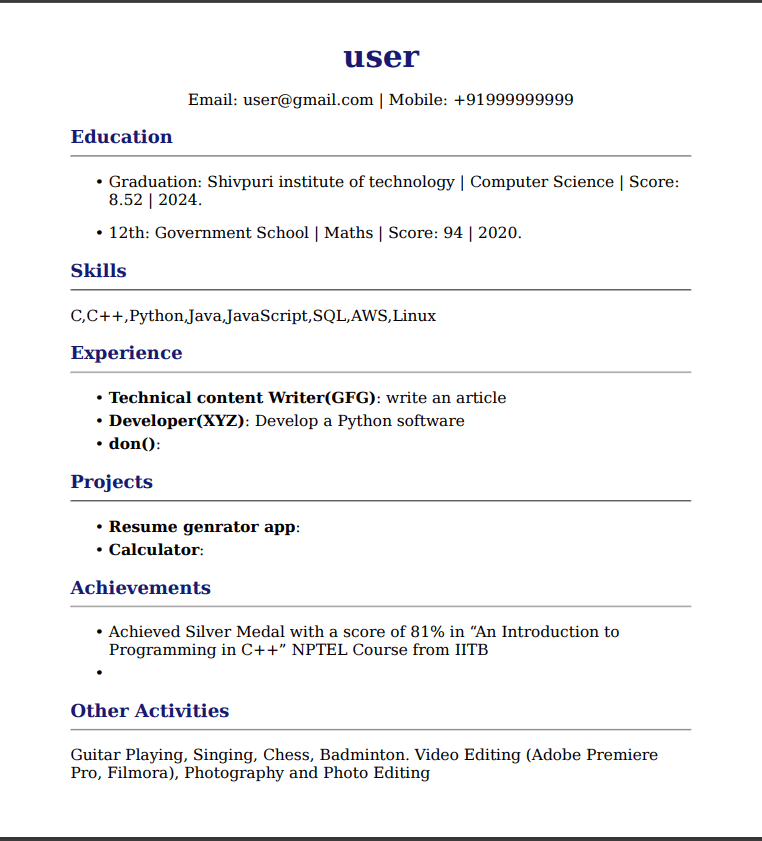 user
Email: user@gmail.com | Mobile: +91999999999
Education
• Graduation: Shivpuri institute of technology | Computer Science | Score:
8.52 | 2024.
• 12th: Government School | Maths | Score: 94 | 2020.
Skills
C,C++,Python,Java,JavaScript,SQL,AWS,Linux
Experience
• Technical content Writer(GFG): write an article
• Developer(XYZ): Develop a Python software
• don():
Projects
• Resume genrator app:
• Calculator:
Achievements
• Achieved Silver Medal with a score of 81% in “An Introduction to
Programming in C++” NPTEL Course from IITB
•
Other Activities
Guitar Playing, Singing, Chess, Badminton. Video Editing (Adobe Premiere
Pro, Filmora), Photography and Photo Editing